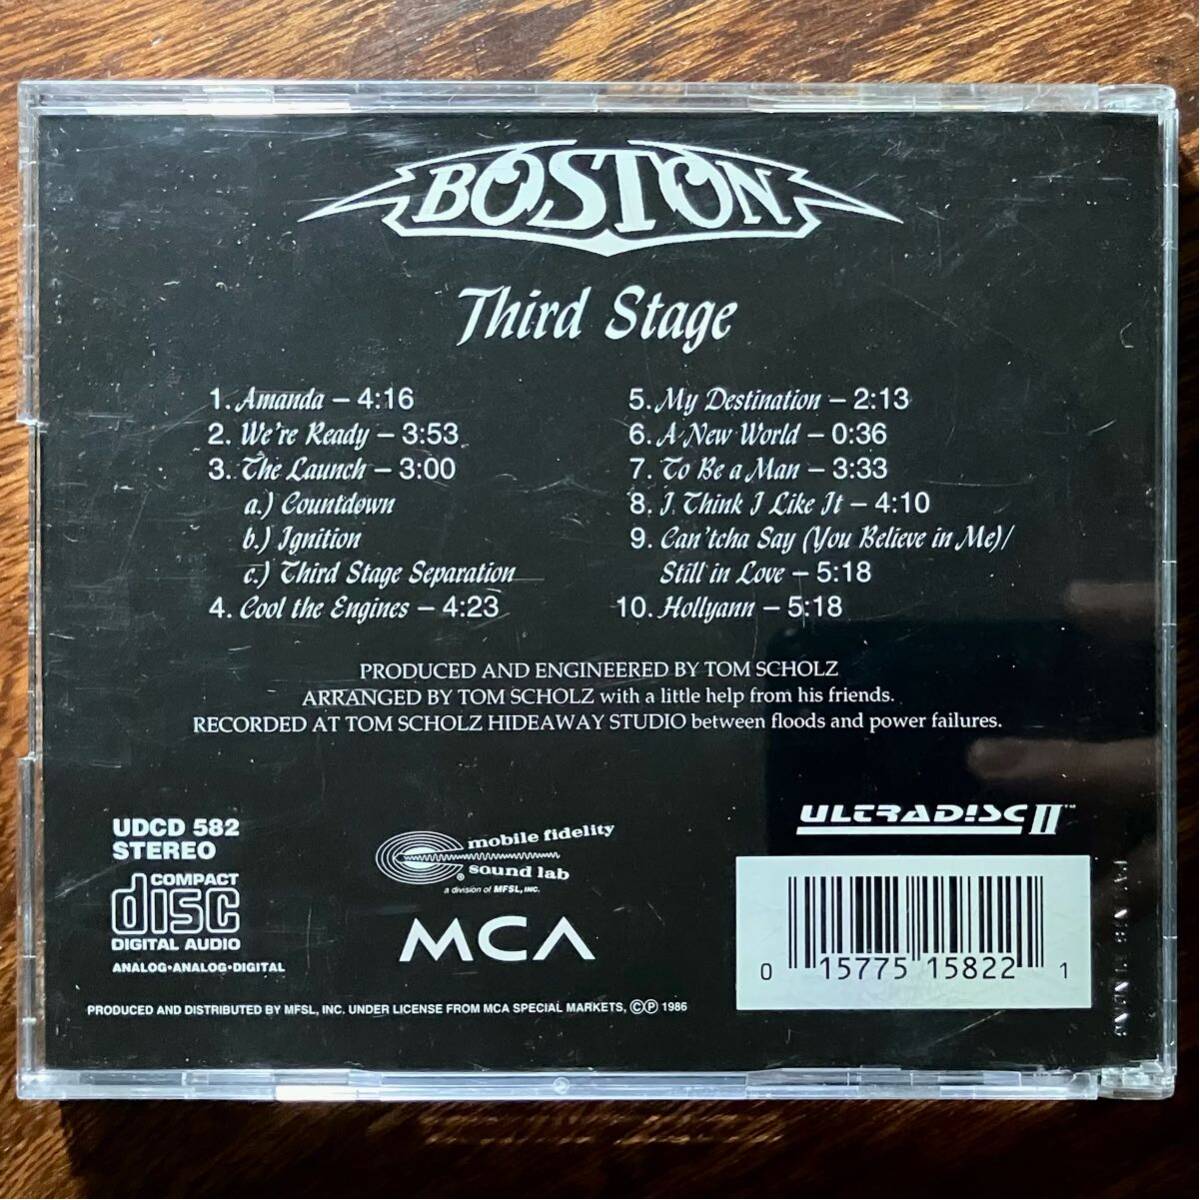 BOSTON
Third Stage
1. Amanda – 4:16
2. We're Ready – 3:53
3. The Launch – 3:00
a.) Countdown
b.) Ignition
c.) Third Stage Separation
4. Cool the Engines – 4:23
5. My Destination – 2:13
6. A New World – 0:36
7. To Be a Man – 3:33
8. I Think I Like It – 4:10
9. Can'tcha Say (You Believe in Me)/
Still in Love – 5:18
10. Hollyann – 5:18
PRODUCED AND ENGINEERED BY TOM SCHOLZ
ARRANGED BY TOM SCHOLZ with a little help from his friends.
RECORDED AT TOM SCHOLZ HIDEAWAY STUDIO between floods and power failures.
UDCD 582
STEREO
COMPACT
disc
DIGITAL AUDIO
ANALOG•ANALOG•DIGITAL
mobile fidelity
sound lab
®
a division of MFSL, INC.
MCA
ULTRADISC II™
0 15775 15822 1
PRODUCED AND DISTRIBUTED BY MFSL, INC. UNDER LICENSE FROM MCA SPECIAL MARKETS, ©℗ 1986